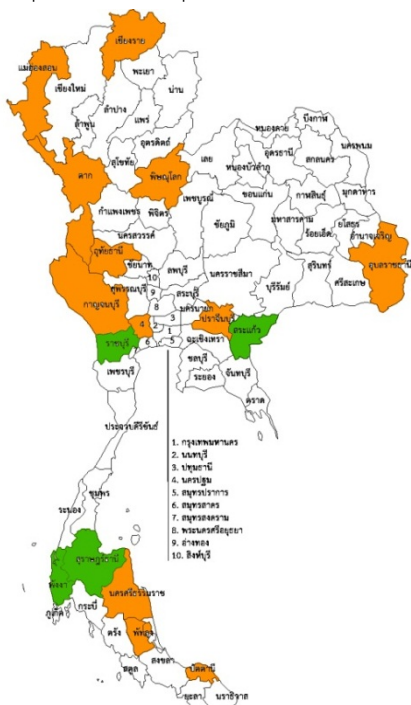 เชียงราย
แม่ฮ่องสอน
พะเยา
เชียงใหม่
น่าน
ลำปาง
ลำพูน
แพร่
อุตรดิตถ์
สุโขทัย
ตาก
พิษณุโลก
เลย
หนองคาย
บึงกาฬ
อุดรธานี
นครพนม
สกลนคร
หนองบัวลำภู
กำแพงเพชร
พิจิตร
เพชรบูรณ์
ขอนแก่น
กาฬสินธุ์
มุกดาหาร
นครสวรรค์
ชัยภูมิ
มหาสารคาม
ร้อยเอ็ด
ยโสธร
อำนาจเจริญ
อุทัยธานี
ชัยนาท
ลพบุรี
นครราชสีมา
บุรีรัมย์
สุรินทร์
ศรีสะเกษ
อุบลราชธานี
กาญจนบุรี
สุพรรณบุรี
10
9
8
สระบุรี
นครนายก
ปราจีนบุรี
สระแก้ว
4
2
3
1
ราชบุรี
6
5
ฉะเชิงเทรา
เพชรบุรี
ชลบุรี
ระยอง
จันทบุรี
ตราด
ประจวบคีรีขันธ์
1. กรุงเทพมหานคร
2. นนทบุรี
3. ปทุมธานี
4. นครปฐม
5. สมุทรปราการ
6. สมุทรสาคร
7. สมุทรสงคราม
8. พระนครศรีอยุธยา
9. อ่างทอง
10. สิงห์บุรี
ชุมพร
ระนอง
สุราษฎร์ธานี
พังงา
นครศรีธรรมราช
ภูเก็ต
กระบี่
ตรัง
พัทลุง
สตูล
สงขลา
ปัตตานี
ยะลา
นราธิวาส